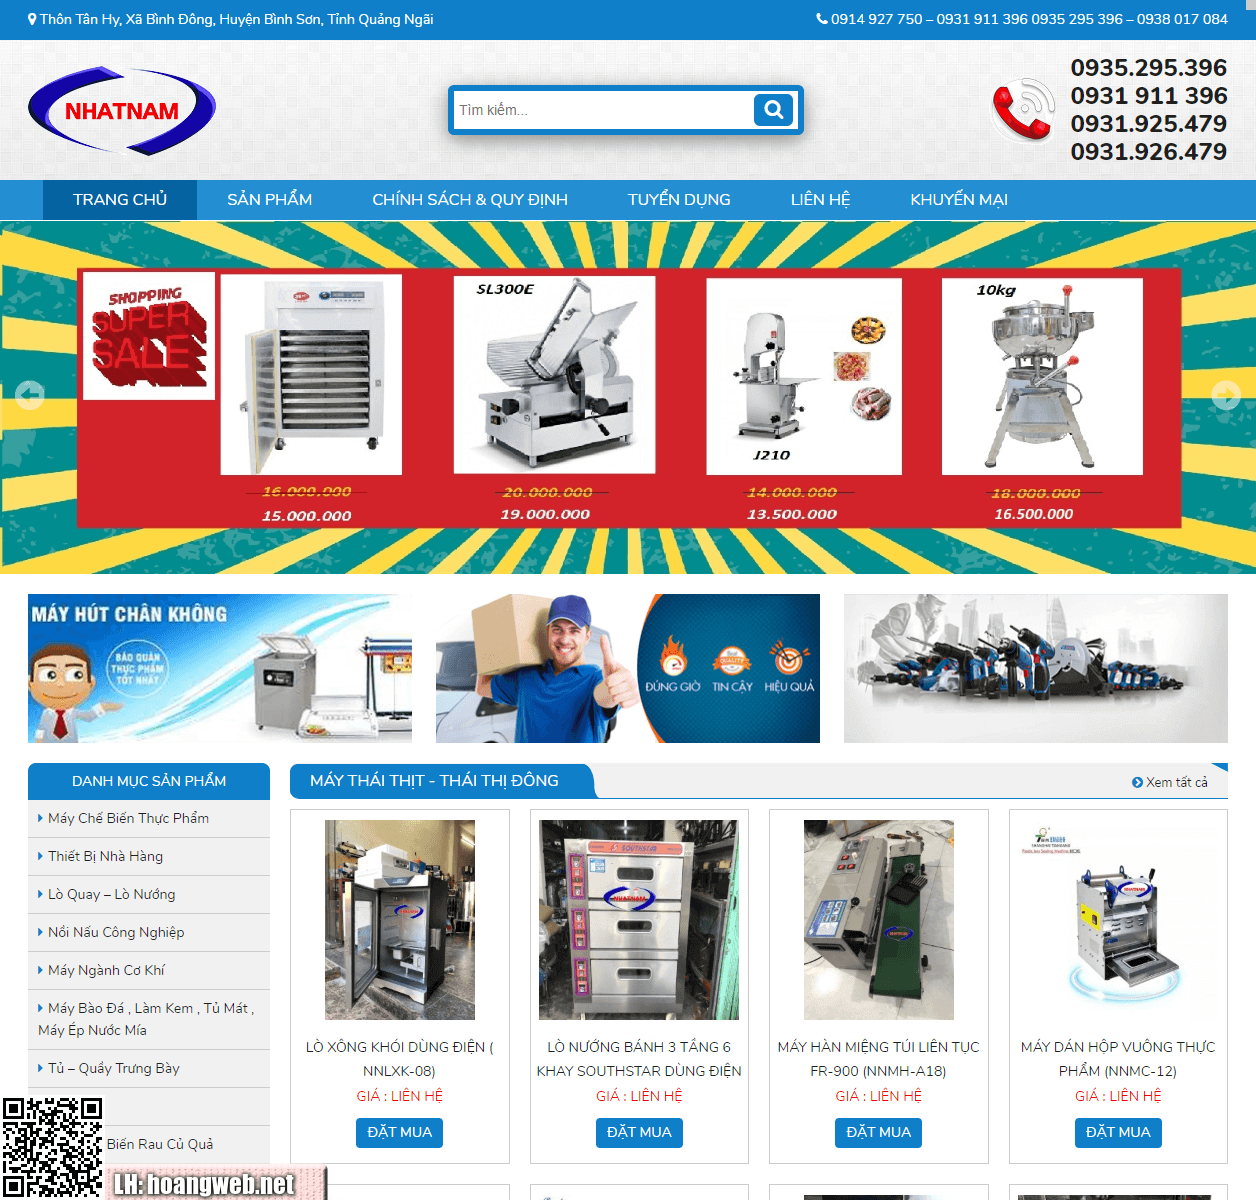 Thôn Tân Hy, Xã Bình Đông, Huyện Bình Sơn, Tỉnh Quảng Ngãi
0914 927 750 – 0931 911 396 0935 295 396 – 0938 017 084
NHATNAM
Tìm kiếm...
0935.295.396
0931 911 396
0931.925.479
0931.926.479
TRANG CHỦ
SẢN PHẨM
CHÍNH SÁCH & QUY ĐỊNH
TUYỂN DỤNG
LIÊN HỆ
KHUYẾN MẠI
SHOPPING
SUPER
SALE
SL300E
J210
10kg
16.000.000
15.000.000
20.000.000
19.000.000
14.000.000
13.500.000
18.000.000
16.500.000
MÁY HÚT CHÂN KHÔNG
BẢO QUẢN
THỰC PHẨM
TỐT NHẤT
QUALITY
ĐÚNG GIỜ
TIN CẬY
HIỆU QUẢ
DANH MỤC SẢN PHẨM
Máy Chế Biến Thực Phẩm
Thiết Bị Nhà Hàng
Lò Quay – Lò Nướng
Nồi Nấu Công Nghiệp
Máy Ngành Cơ Khí
Máy Bào Đá , Làm Kem , Tủ Mát ,
Máy Ép Nước Mía
Tủ – Quầy Trưng Bày
Biến Rau Củ Quả
LH: hoangweb.net
MÁY THÁI THỊT - THÁI THỊ ĐÔNG
Xem tất cả
NHATNAM
LÒ XÔNG KHÓI DÙNG ĐIỆN (
NNLXK-08)
GIÁ : LIÊN HỆ
ĐẶT MUA
SOUTHSTAR
NHATNAM
LÒ NƯỚNG BÁNH 3 TẦNG 6
KHAY SOUTHSTAR DÙNG ĐIỆN
GIÁ : LIÊN HỆ
ĐẶT MUA
NHATNAM
MÁY HÀN MIỆNG TÚI LIÊN TỤC
FR-900 (NNMH-A18)
GIÁ : LIÊN HỆ
ĐẶT MUA
NHATNAM
MÁY DÁN HỘP VUÔNG THỰC
PHẨM (NNMC-12)
GIÁ : LIÊN HỆ
ĐẶT MUA